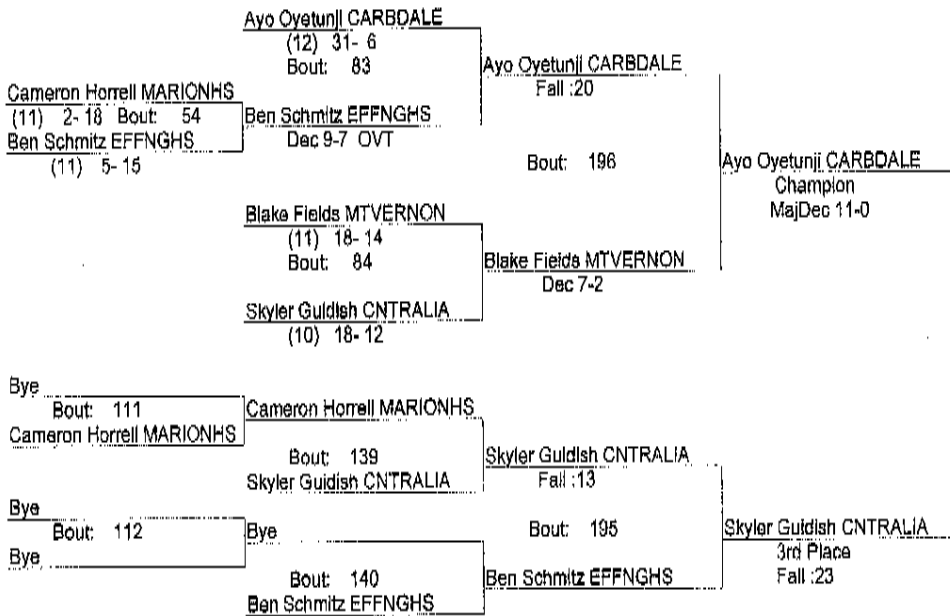 Ayo Oyetunji CARBDALE
(12) 31- 6
Bout: 83
Ayo Oyetunji CARBDALE
Fall :20
Cameron Horrell MARIONHS
(11) 2- 18 Bout: 54
Ben Schmitz EFFNGHS
Ben Schmitz EFFNGHS
Dec 9-7 OVT
(11) 5- 15
Bout: 196
Ayo Oyetunji CARBDALE
Champion
MajDec 11-0
Blake Fields MTVERNON
(11) 18- 14
Bout: 84
Blake Fields MTVERNON
Dec 7-2
Skyler Guidish CNTRALIA
(10) 18- 12
Bye
Bout: 111
Cameron Horrell MARIONHS
Cameron Horrell MARIONHS
Bout: 139
Skyler Guidish CNTRALIA
Fall :13
Skyler Guidish CNTRALIA
Bye
Bout: 112
Bye
Bye
Bout: 195
Skyler Guidish CNTRALIA
3rd Place
Fall :23
Bout: 140
Ben Schmitz EFFNGHS
Ben Schmitz EFFNGHS